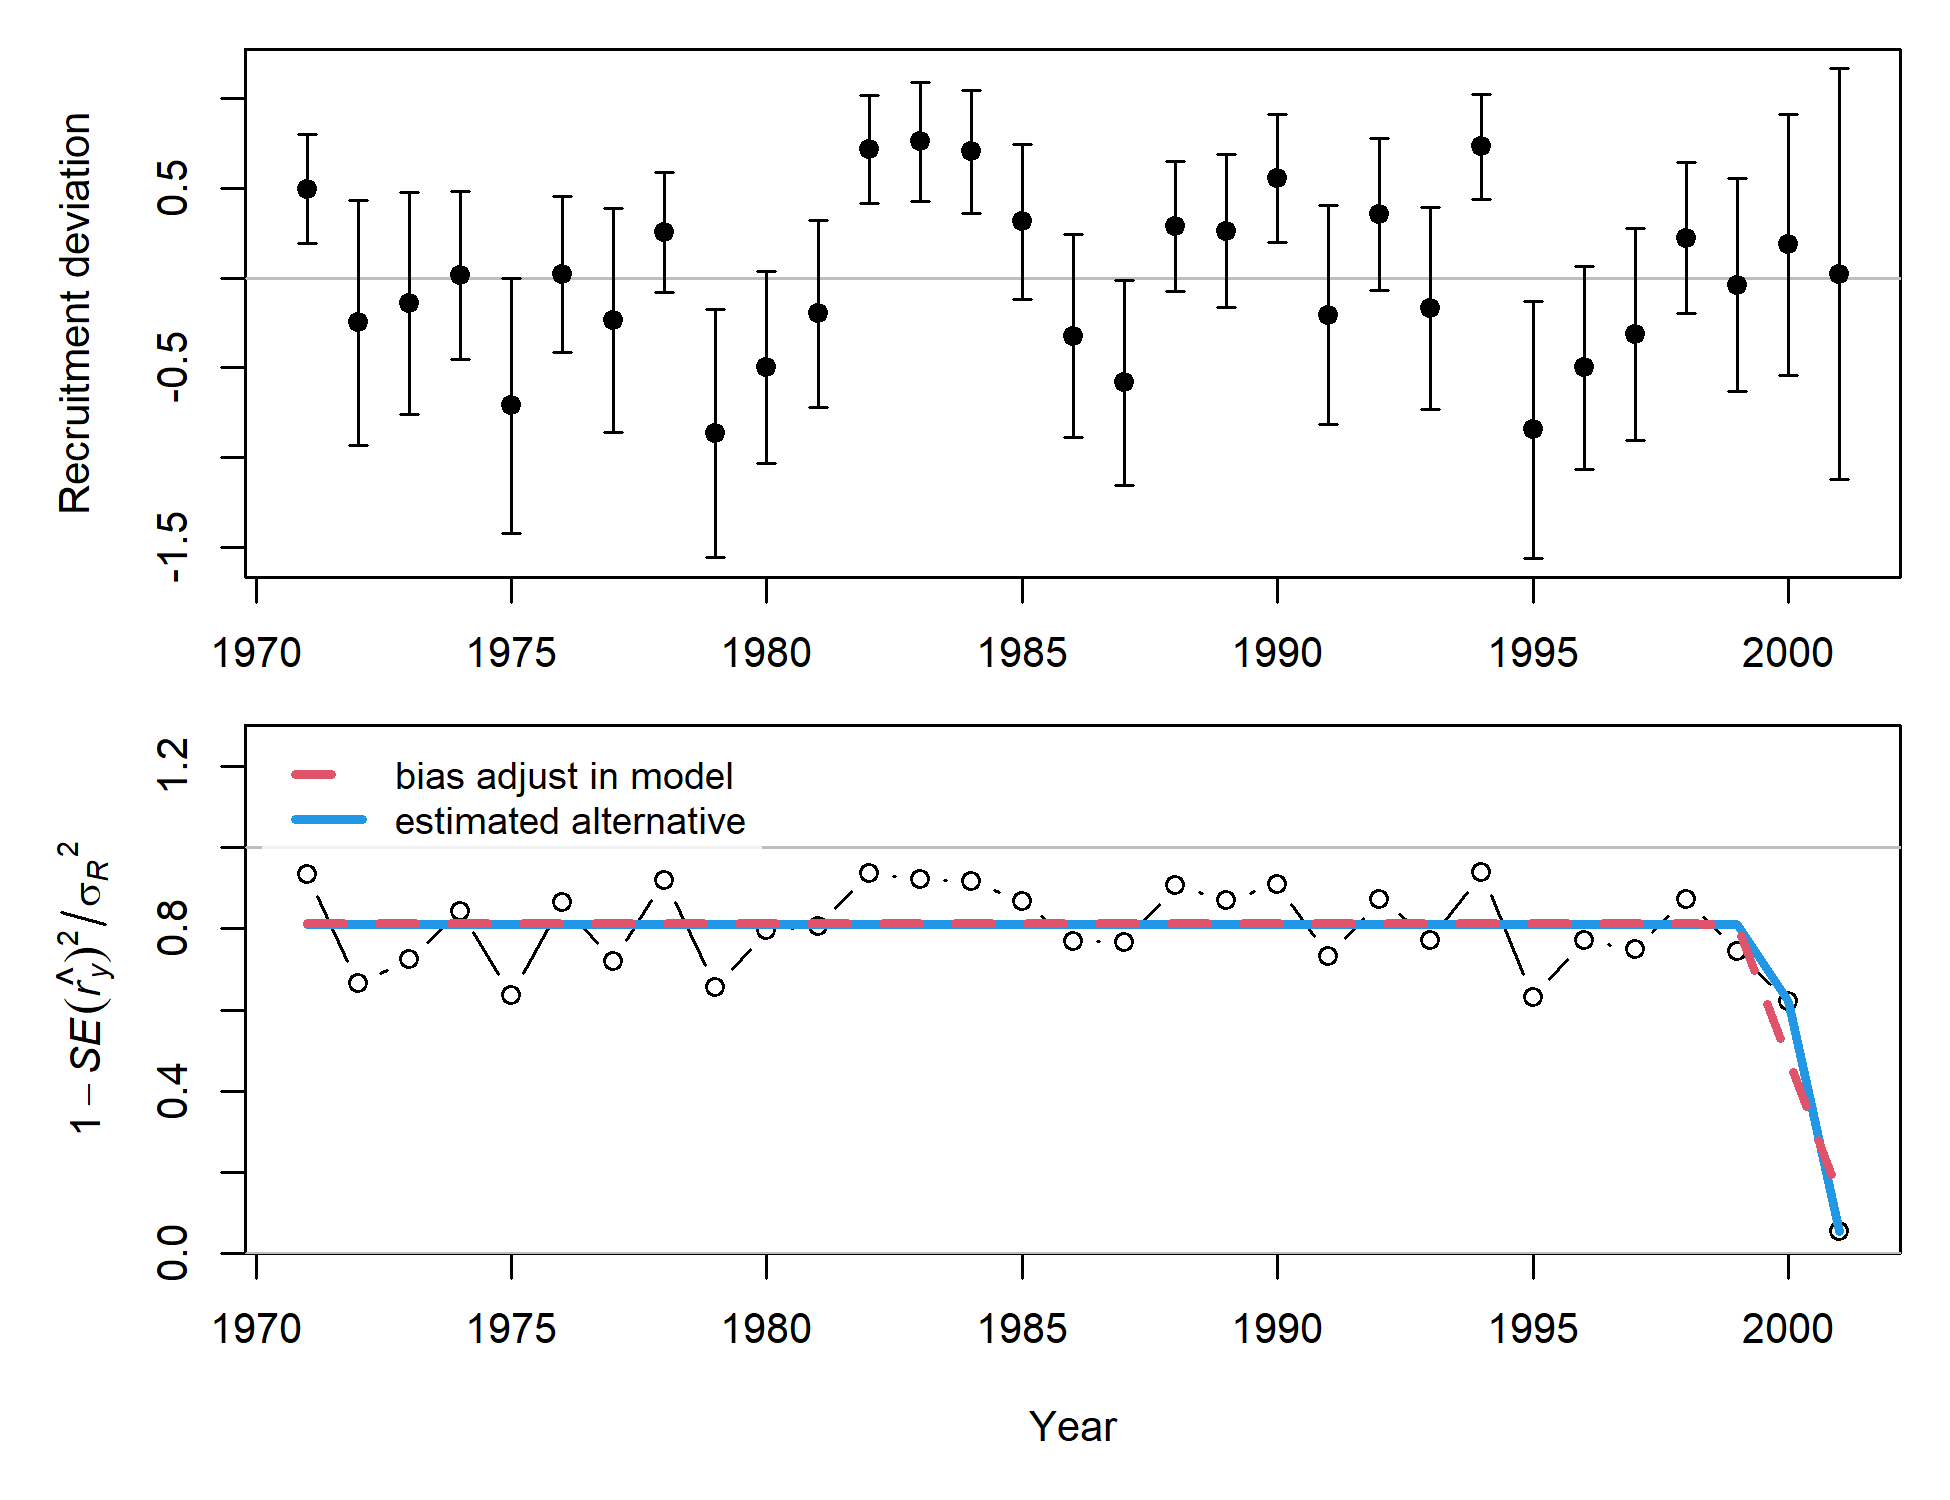 Recruitment deviation
0.5
-0.5
-1.5
1970 1975 1980 1985 1990 1995 2000
bias adjust in model
estimated alternative
1 − SE(r̂y)² / σR²
1.2
0.8
0.4
0.0
1970 1975 1980 1985 1990 1995 2000
Year